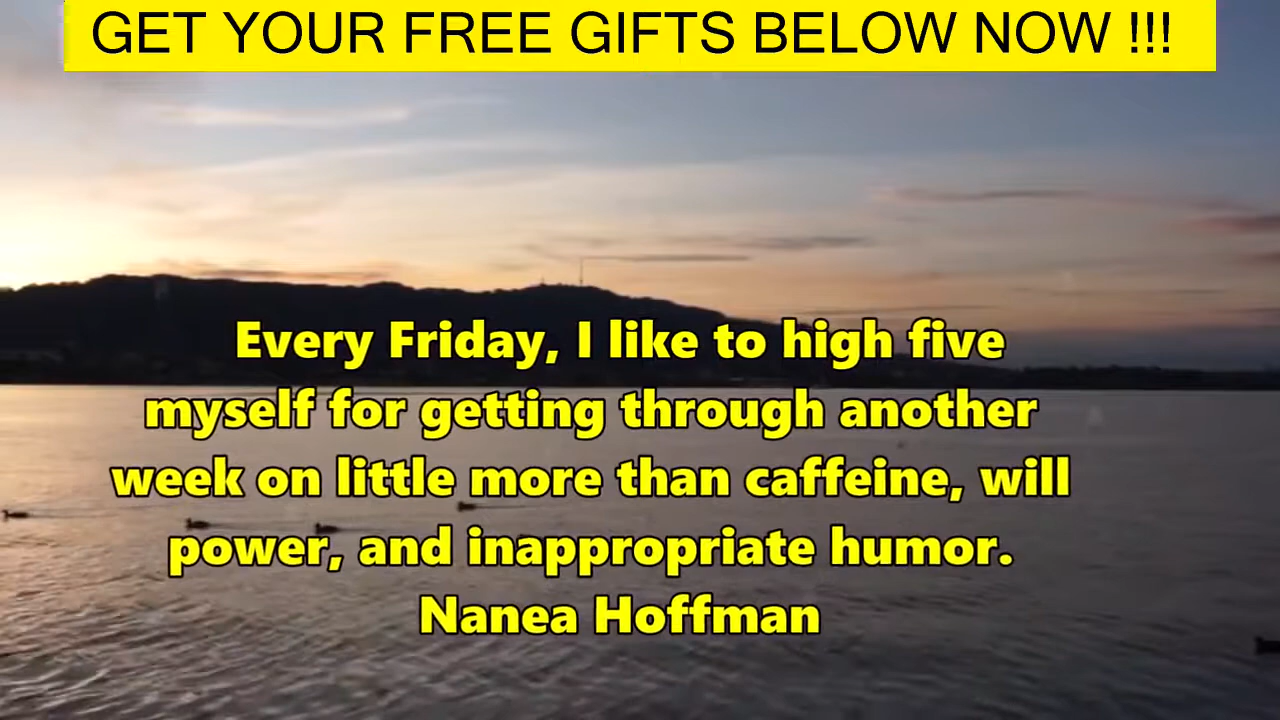 GET YOUR FREE GIFTS BELOW NOW !!!
Every Friday, I like to high five
myself for getting through another
week on little more than caffeine, will
power, and inappropriate humor.
Nanea Hoffman